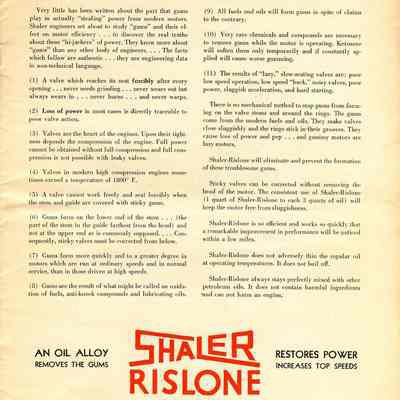 Very little has been written about the part that gums
play in actually "stealing" power from modern motors.
Shaler engineers set about to study "gums" and their ef-
fect on motor efficiency . . . to discover the real truths
about these "hi-jackers" of power. They know more about
"gums" than any other body of engineers. . . . The facts
which follow are authentic . . . they are engineering data
in non-technical language.
(1) A valve which reaches its seat forcibly after every
opening . . . never needs grinding . . . never wears out but
always wears in . . . never burns . . . and never warps.
(2) Loss of power in most cases is directly traceable to
poor valve action.
(3) Valves are the heart of the engines. Upon their tight-
ness depends the compression of the engine. Full power
cannot be obtained without full compression and full com-
pression is not possible with leaky valves.
(4) Valves in modern high compression engines some-
times exceed a temperature of 1800° F.
(5) A valve cannot work freely and seat forcibly when
the stem and guide are covered with sticky gums.
(6) Gums form on the lower end of the stem . . . (the
part of the stem in the guide farthest from the head) and
not at the upper end as is commonly supposed. . . Con-
sequently, sticky valves must be corrected from below.
(7) Gums form more quickly and to a greater degree in
motors which are run at ordinary speeds and in normal
service, than in those driven at high speeds.
(8) Gums are the result of what might be called an oxida-
tion of fuels, anti-knock compounds and lubricating oils.
(9) All fuels and oils will form gums in spite of claims
to the contrary.
(10) Very rare chemicals and compounds are necessary
to remove gums while the motor is operating. Ketones
will soften them only temporarily and if constantly ap-
plied will cause worse gumming.
(11) The results of "lazy," slow-seating valves are: poor
low speed operation, low speed "buck," noisy valves, poor
power, sluggish acceleration, and hard starting.
There is no mechanical method to stop gums from form-
ing on the valve stems and around the rings. The gums
come from the modern fuels and oils. They make valves
close sluggishly and the rings stick in their grooves. They
cause loss of power and pep . . . and gummy motors are
lazy motors.
Shaler-Rislone will eliminate and prevent the formation
of these troublesome gums.
Sticky valves can be corrected without removing the
head of the motor. The consistent use of Shaler-Rislone
(1 quart of Shaler-Rislone to each 3 quarts of oil) will
keep the motor free from sluggishness.
Shaler-Rislone is so efficient and works so quickly that
a remarkable improvement in performance will be noticed
within a few miles.
Shaler-Rislone does not adversely thin the regular oil
at operating temperatures. It does not boil off.
Shaler-Rislone always stays perfectly mixed with other
petroleum oils. It does not contain harmful ingredients
and can not harm an engine.
AN OIL ALLOY
REMOVES THE GUMS
SHALER
RISLONE
RESTORES POWER
INCREASES TOP SPEEDS